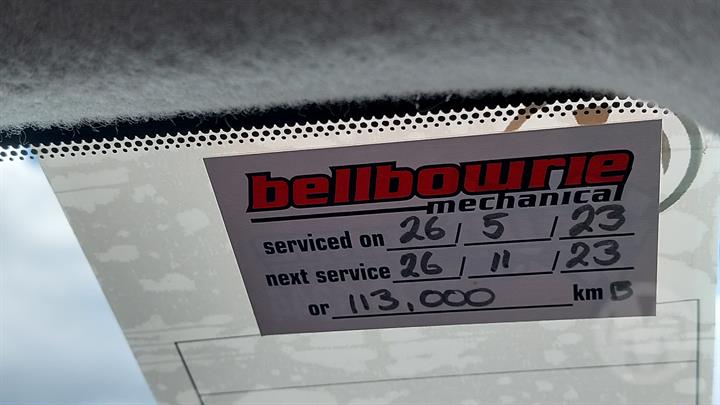 bellbowrie
mechanical
serviced on 26 / 5 / 23
next service 26 / 11 / 23
or 113,000 km B